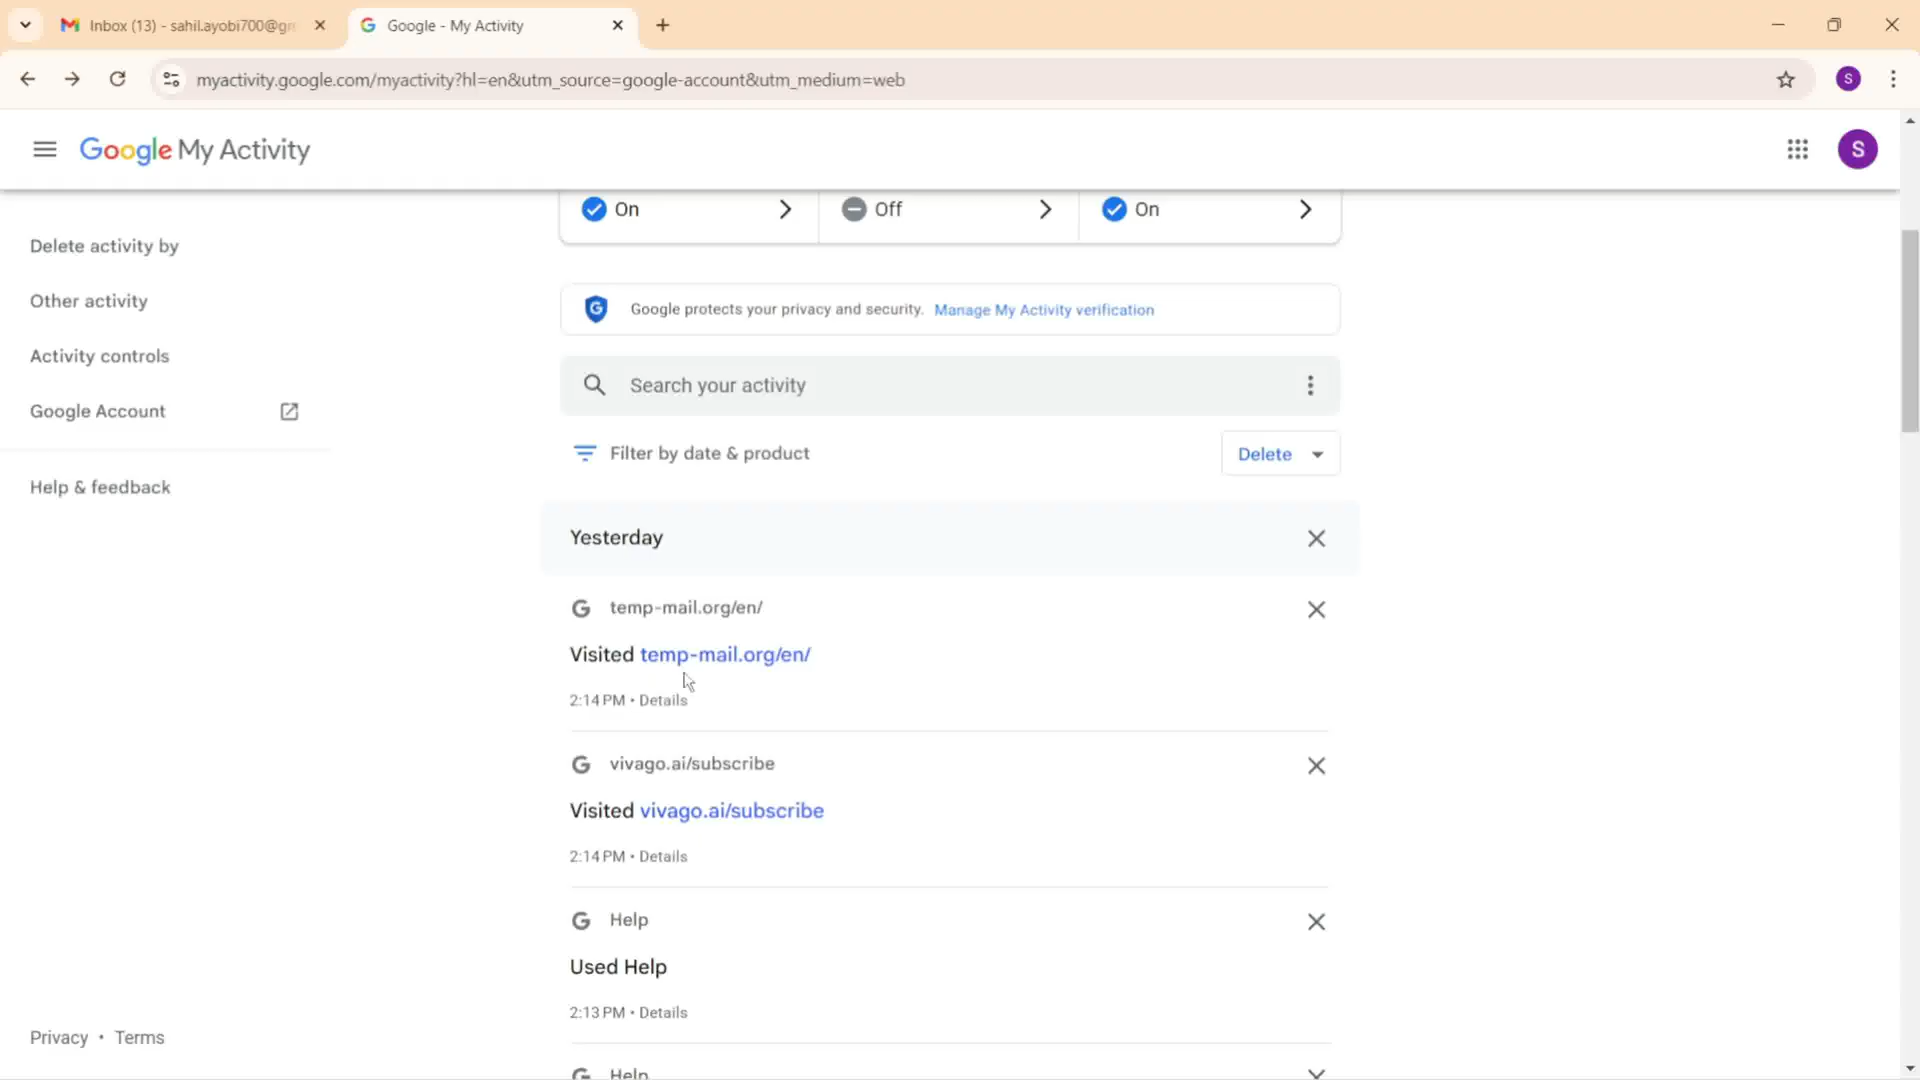 Inbox (13) - sahil.ayobi700@gm
Google - My Activity
myactivity.google.com/myactivity?hl=en&utm_source=google-account&utm_medium=web
S
Google My Activity
S
On
Off
On
Delete activity by
Other activity
Activity controls
Google Account
Help & feedback
Google protects your privacy and security. Manage My Activity verification
Search your activity
Filter by date & product
Delete
Yesterday
temp-mail.org/en/
Visited temp-mail.org/en/
2:14 PM • Details
vivago.ai/subscribe
Visited vivago.ai/subscribe
2:14 PM • Details
Help
Used Help
2:13 PM • Details
Help
Privacy • Terms